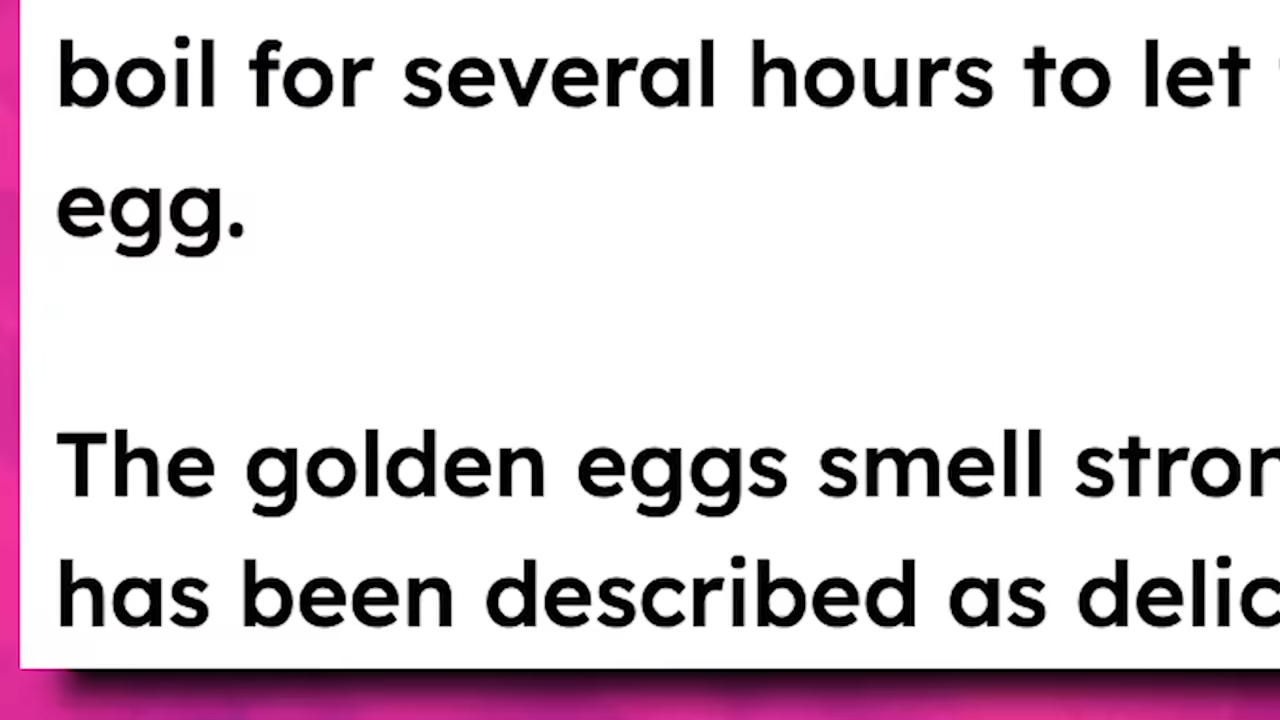 boil for several hours to let
egg.
The golden eggs smell
has been described as